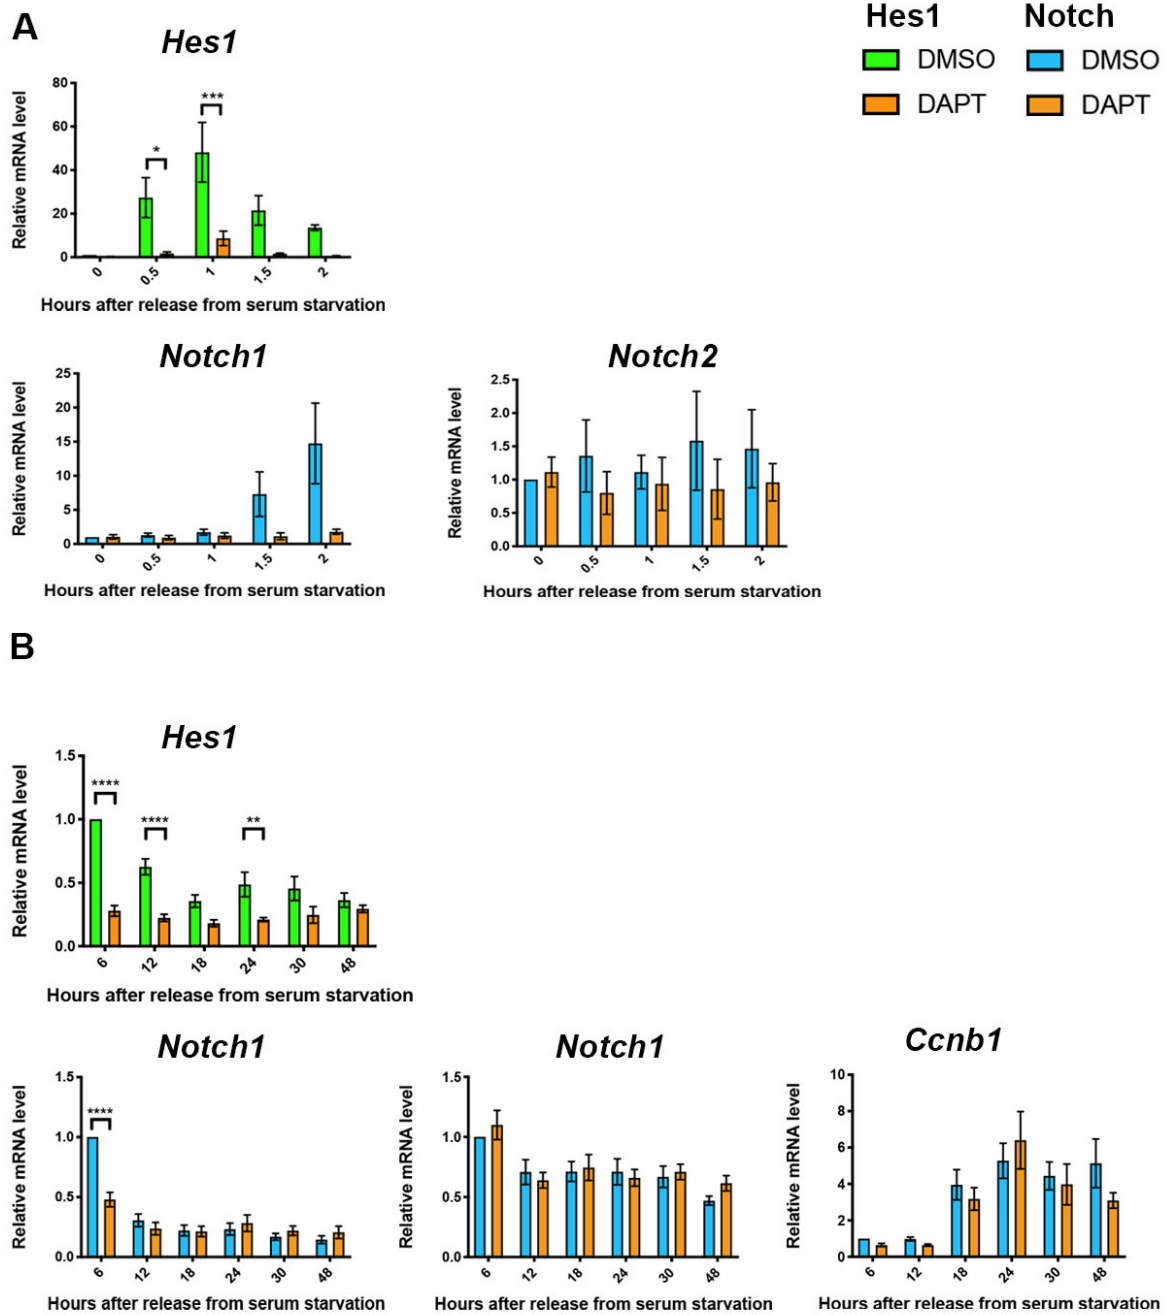 A
Hes1
Hes1 Notch
DMSO DMSO
DAPT DAPT
Relative mRNA level
80
60
40
20
0
*
***
0 0.5 1 1.5 2
Hours after release from serum starvation
Notch1
Relative mRNA level
25
20
15
10
5
0
0 0.5 1 1.5 2
Hours after release from serum starvation
Notch2
Relative mRNA level
2.5
2.0
1.5
1.0
0.5
0.0
0 0.5 1 1.5 2
Hours after release from serum starvation
B
Hes1
Relative mRNA level
1.5
1.0
0.5
0.0
****
****
**
6 12 18 24 30 48
Hours after release from serum starvation
Notch1
Relative mRNA level
1.5
1.0
0.5
0.0
****
6 12 18 24 30 48
Hours after release from serum starvation
Notch1
Relative mRNA level
1.5
1.0
0.5
0.0
6 12 18 24 30 48
Hours after release from serum starvation
Ccnb1
Relative mRNA level
10
8
6
4
2
0
6 12 18 24 30 48
Hours after release from serum starvation